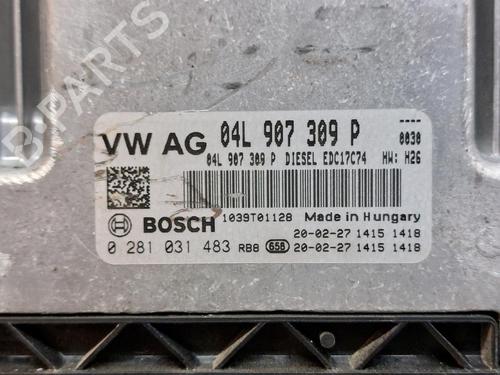 B-PARTS
VW AG 04L 907 309 P 0030
04L 907 309 P DIESEL EDC17C74 HW: H26
BOSCH 1039T01128 Made in Hungary
20-02-27 1415 1418
0 281 031 483 RB8 658 20-02-27 1415 1418